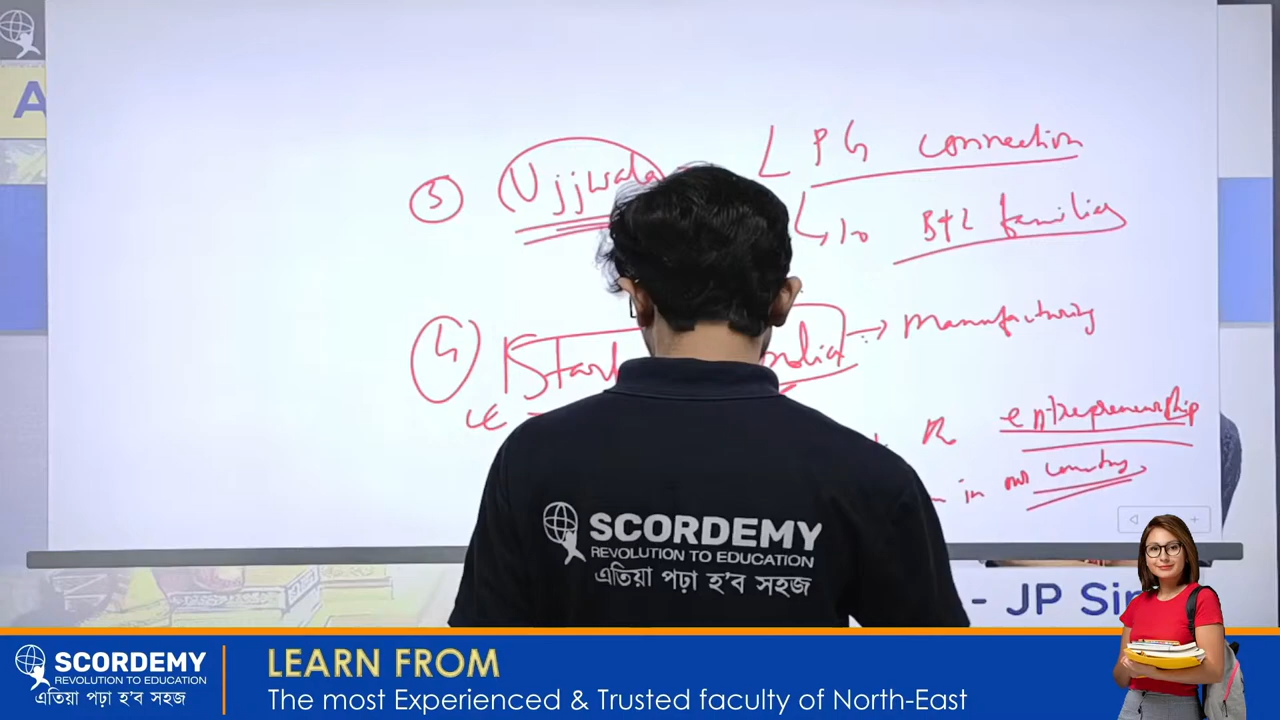 A
3 Ujjwala LPG connection
to BPL families
4 Start India → Manufacturing
entrepreneurship
in our country
SCORDEMY
REVOLUTION TO EDUCATION
এতিয়া পঢ়া হ'ব সহজ
- JP Sin
SCORDEMY
REVOLUTION TO EDUCATION
এতিয়া পঢ়া হ'ব সহজ
LEARN FROM
The most Experienced & Trusted faculty of North-East